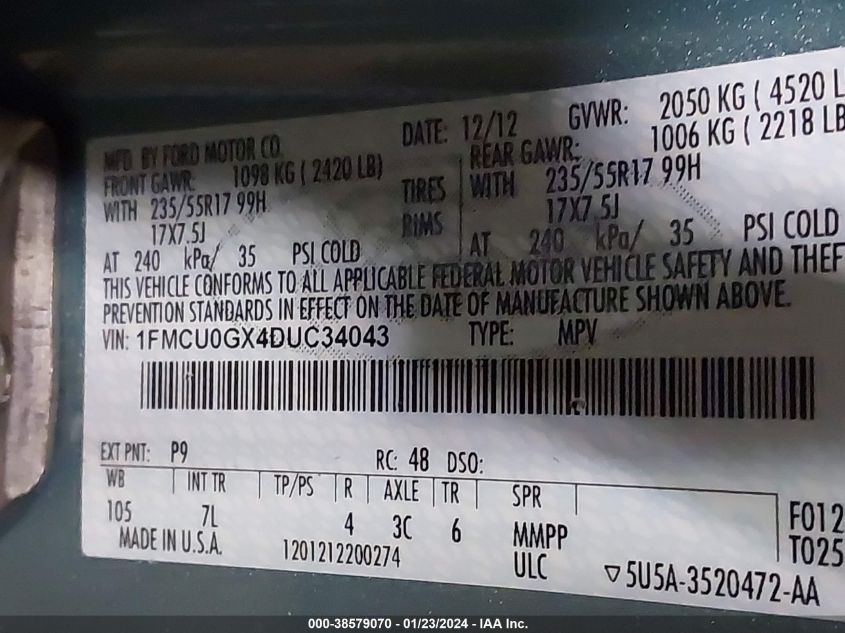 MFD. BY FORD MOTOR CO.
DATE: 12/12
GVWR: 2050 KG ( 4520 L
FRONT GAWR: 1098 KG ( 2420 LB)
REAR GAWR: 1006 KG ( 2218 LB
WITH 235/55R17 99H
TIRES
WITH 235/55R17 99H
17X7.5J
RIMS
17X7.5J
AT 240 kPa/ 35 PSI COLD
AT 240 kPa/ 35 PSI COLD
THIS VEHICLE CONFORMS TO ALL APPLICABLE FEDERAL MOTOR VEHICLE SAFETY AND THEF
PREVENTION STANDARDS IN EFFECT ON THE DATE OF MANUFACTURE SHOWN ABOVE.
VIN: 1FMCU0GX4DUC34043 TYPE: MPV
EXT PNT: P9 RC: 48 DSO:
WB INT TR TP/PS R AXLE TR SPR
105 7L 4 3C 6 MMPP F012
MADE IN U.S.A. 1201212200274 ULC T025
▽5U5A-3520472-AA
000-38579070 - 01/23/2024 - IAA Inc.